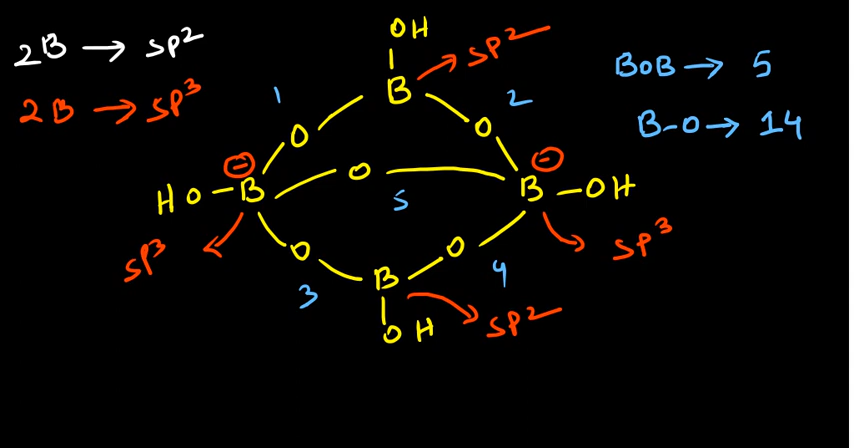 2B → sp²
2B → sp³
OH
B → sp²
BOB → 5
B-O → 14
1
2
O
O
O
HO-B
⊖
B-OH
⊖
5
sp³
sp³
O
O
3
4
B
sp²
OH